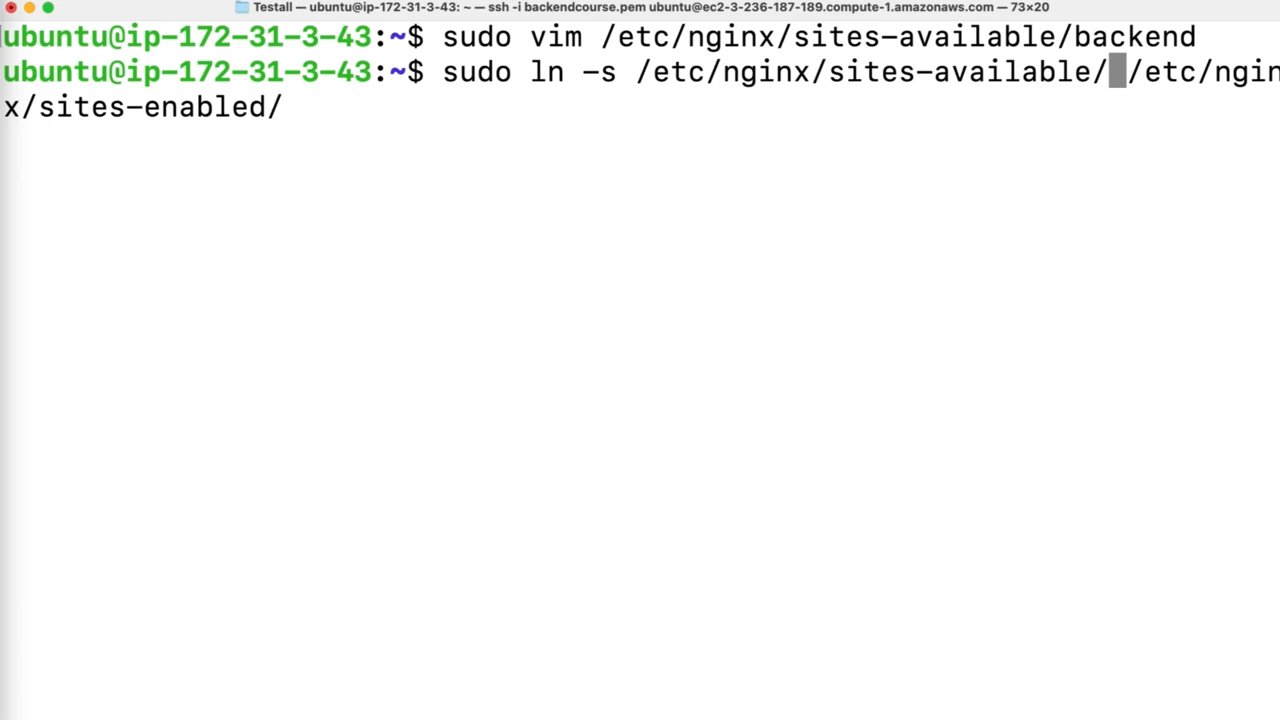 Testall — ubuntu@ip-172-31-3-43: ~ — ssh -i backendcourse.pem ubuntu@ec2-3-236-187-189.compute-1.amazonaws.com — 73×20
ubuntu@ip-172-31-3-43:~$ sudo vim /etc/nginx/sites-available/backend
ubuntu@ip-172-31-3-43:~$ sudo ln -s /etc/nginx/sites-available/ /etc/ngin
x/sites-enabled/